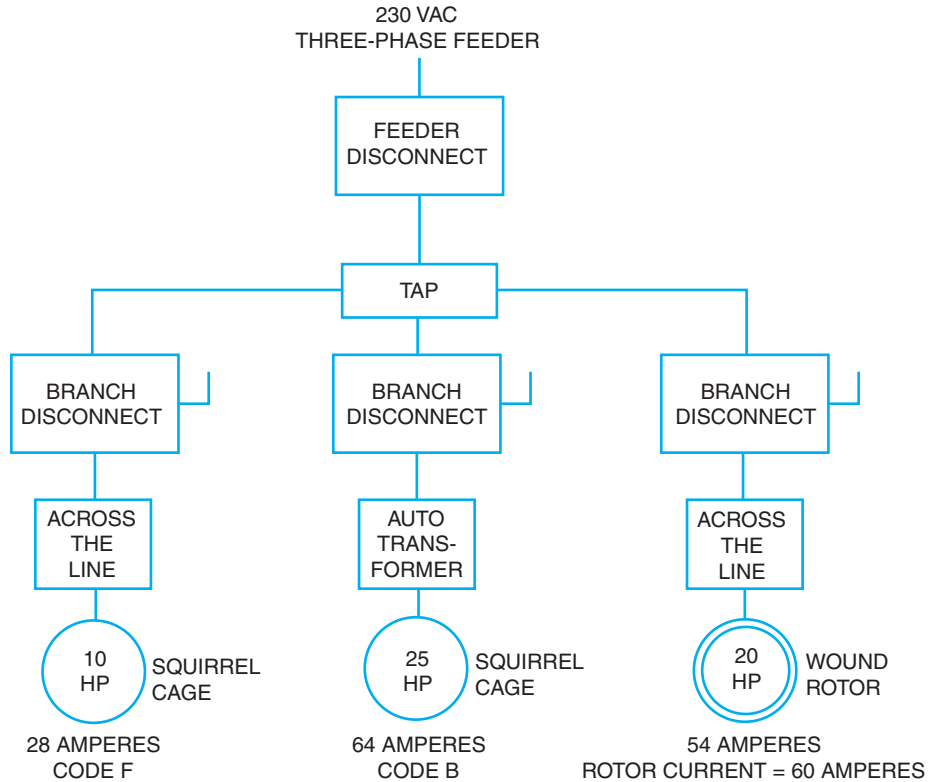 230 VAC
THREE-PHASE FEEDER
FEEDER
DISCONNECT
TAP
BRANCH
DISCONNECT
BRANCH
DISCONNECT
BRANCH
DISCONNECT
ACROSS
THE
LINE
AUTO
TRANS-
FORMER
ACROSS
THE
LINE
10
HP
SQUIRREL
CAGE
25
HP
SQUIRREL
CAGE
20
HP
WOUND
ROTOR
28 AMPERES
CODE F
64 AMPERES
CODE B
54 AMPERES
ROTOR CURRENT = 60 AMPERES